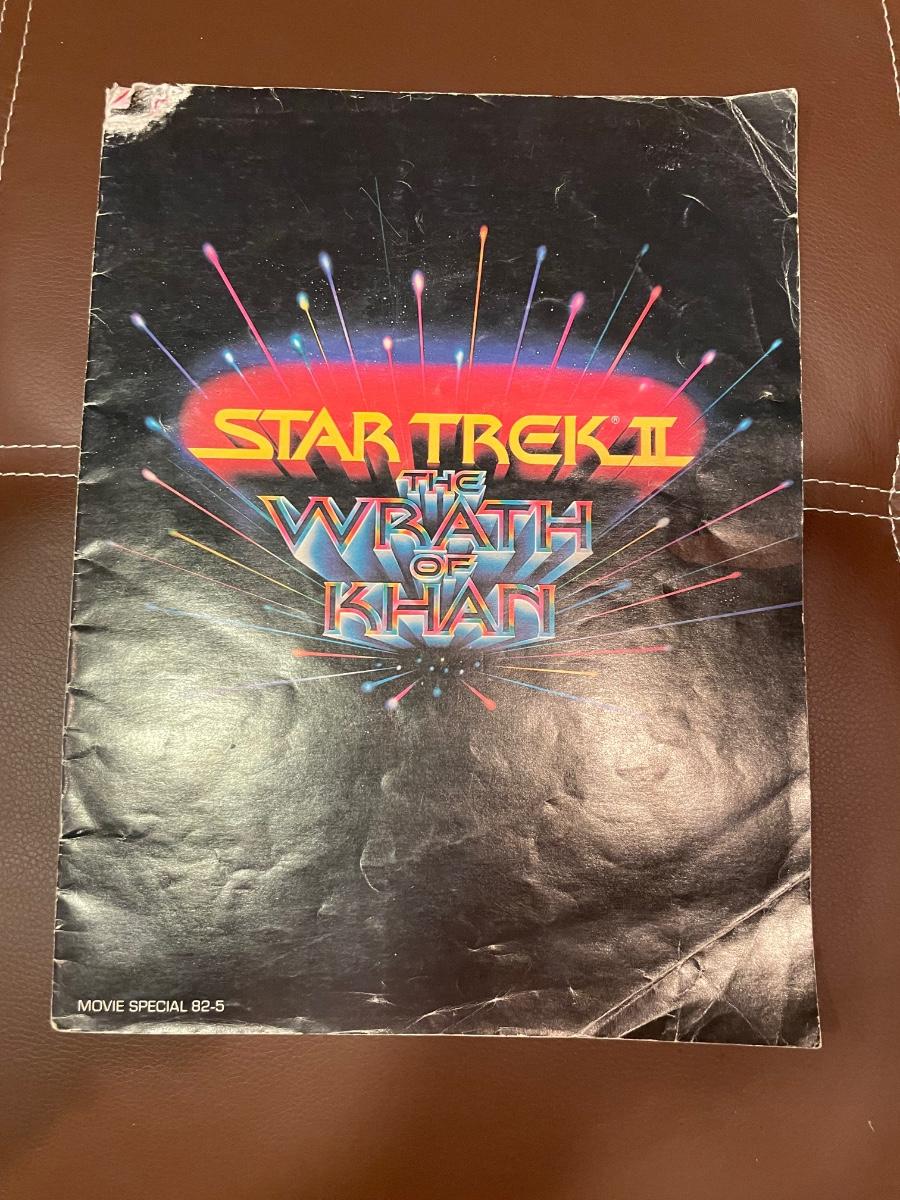 STAR TREK® II
THE
WRATH
OF
KHAN
MOVIE SPECIAL 82-5